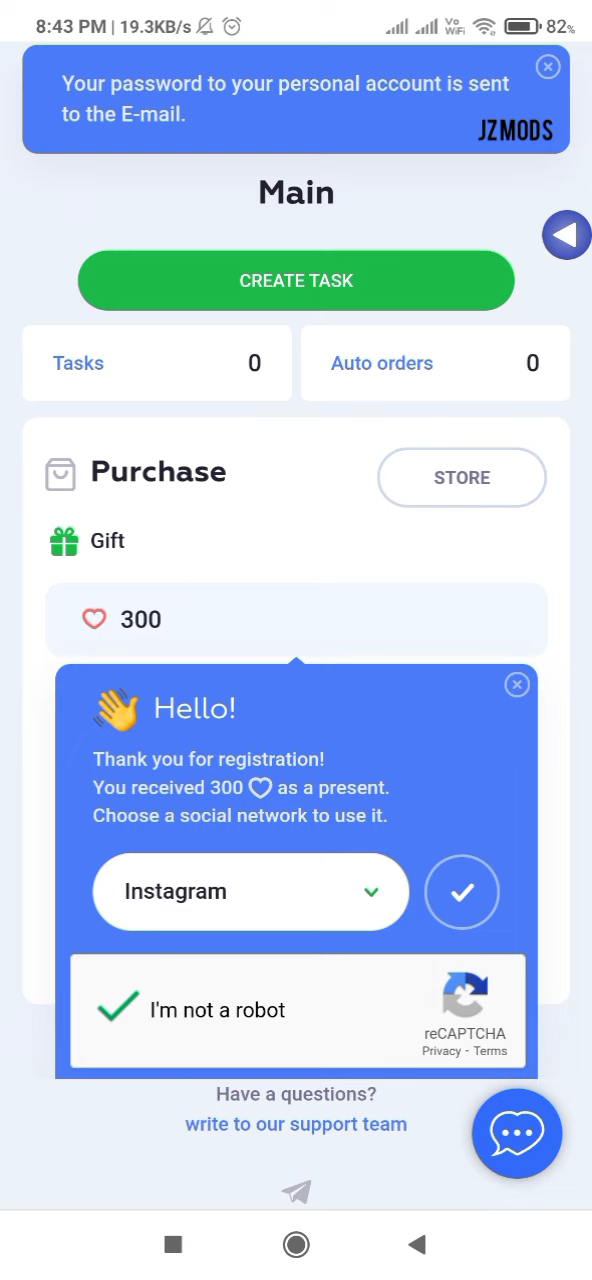 8:43 PM | 19.3KB/s Vo WiFi 82%
Your password to your personal account is sent
to the E-mail.
JZMODS
Main
CREATE TASK
Tasks 0 Auto orders 0
Purchase STORE
Gift
300
Hello!
Thank you for registration!
You received 300 as a present.
Choose a social network to use it.
Instagram
I'm not a robot
reCAPTCHA
Privacy - Terms
Have a questions?
write to our support team